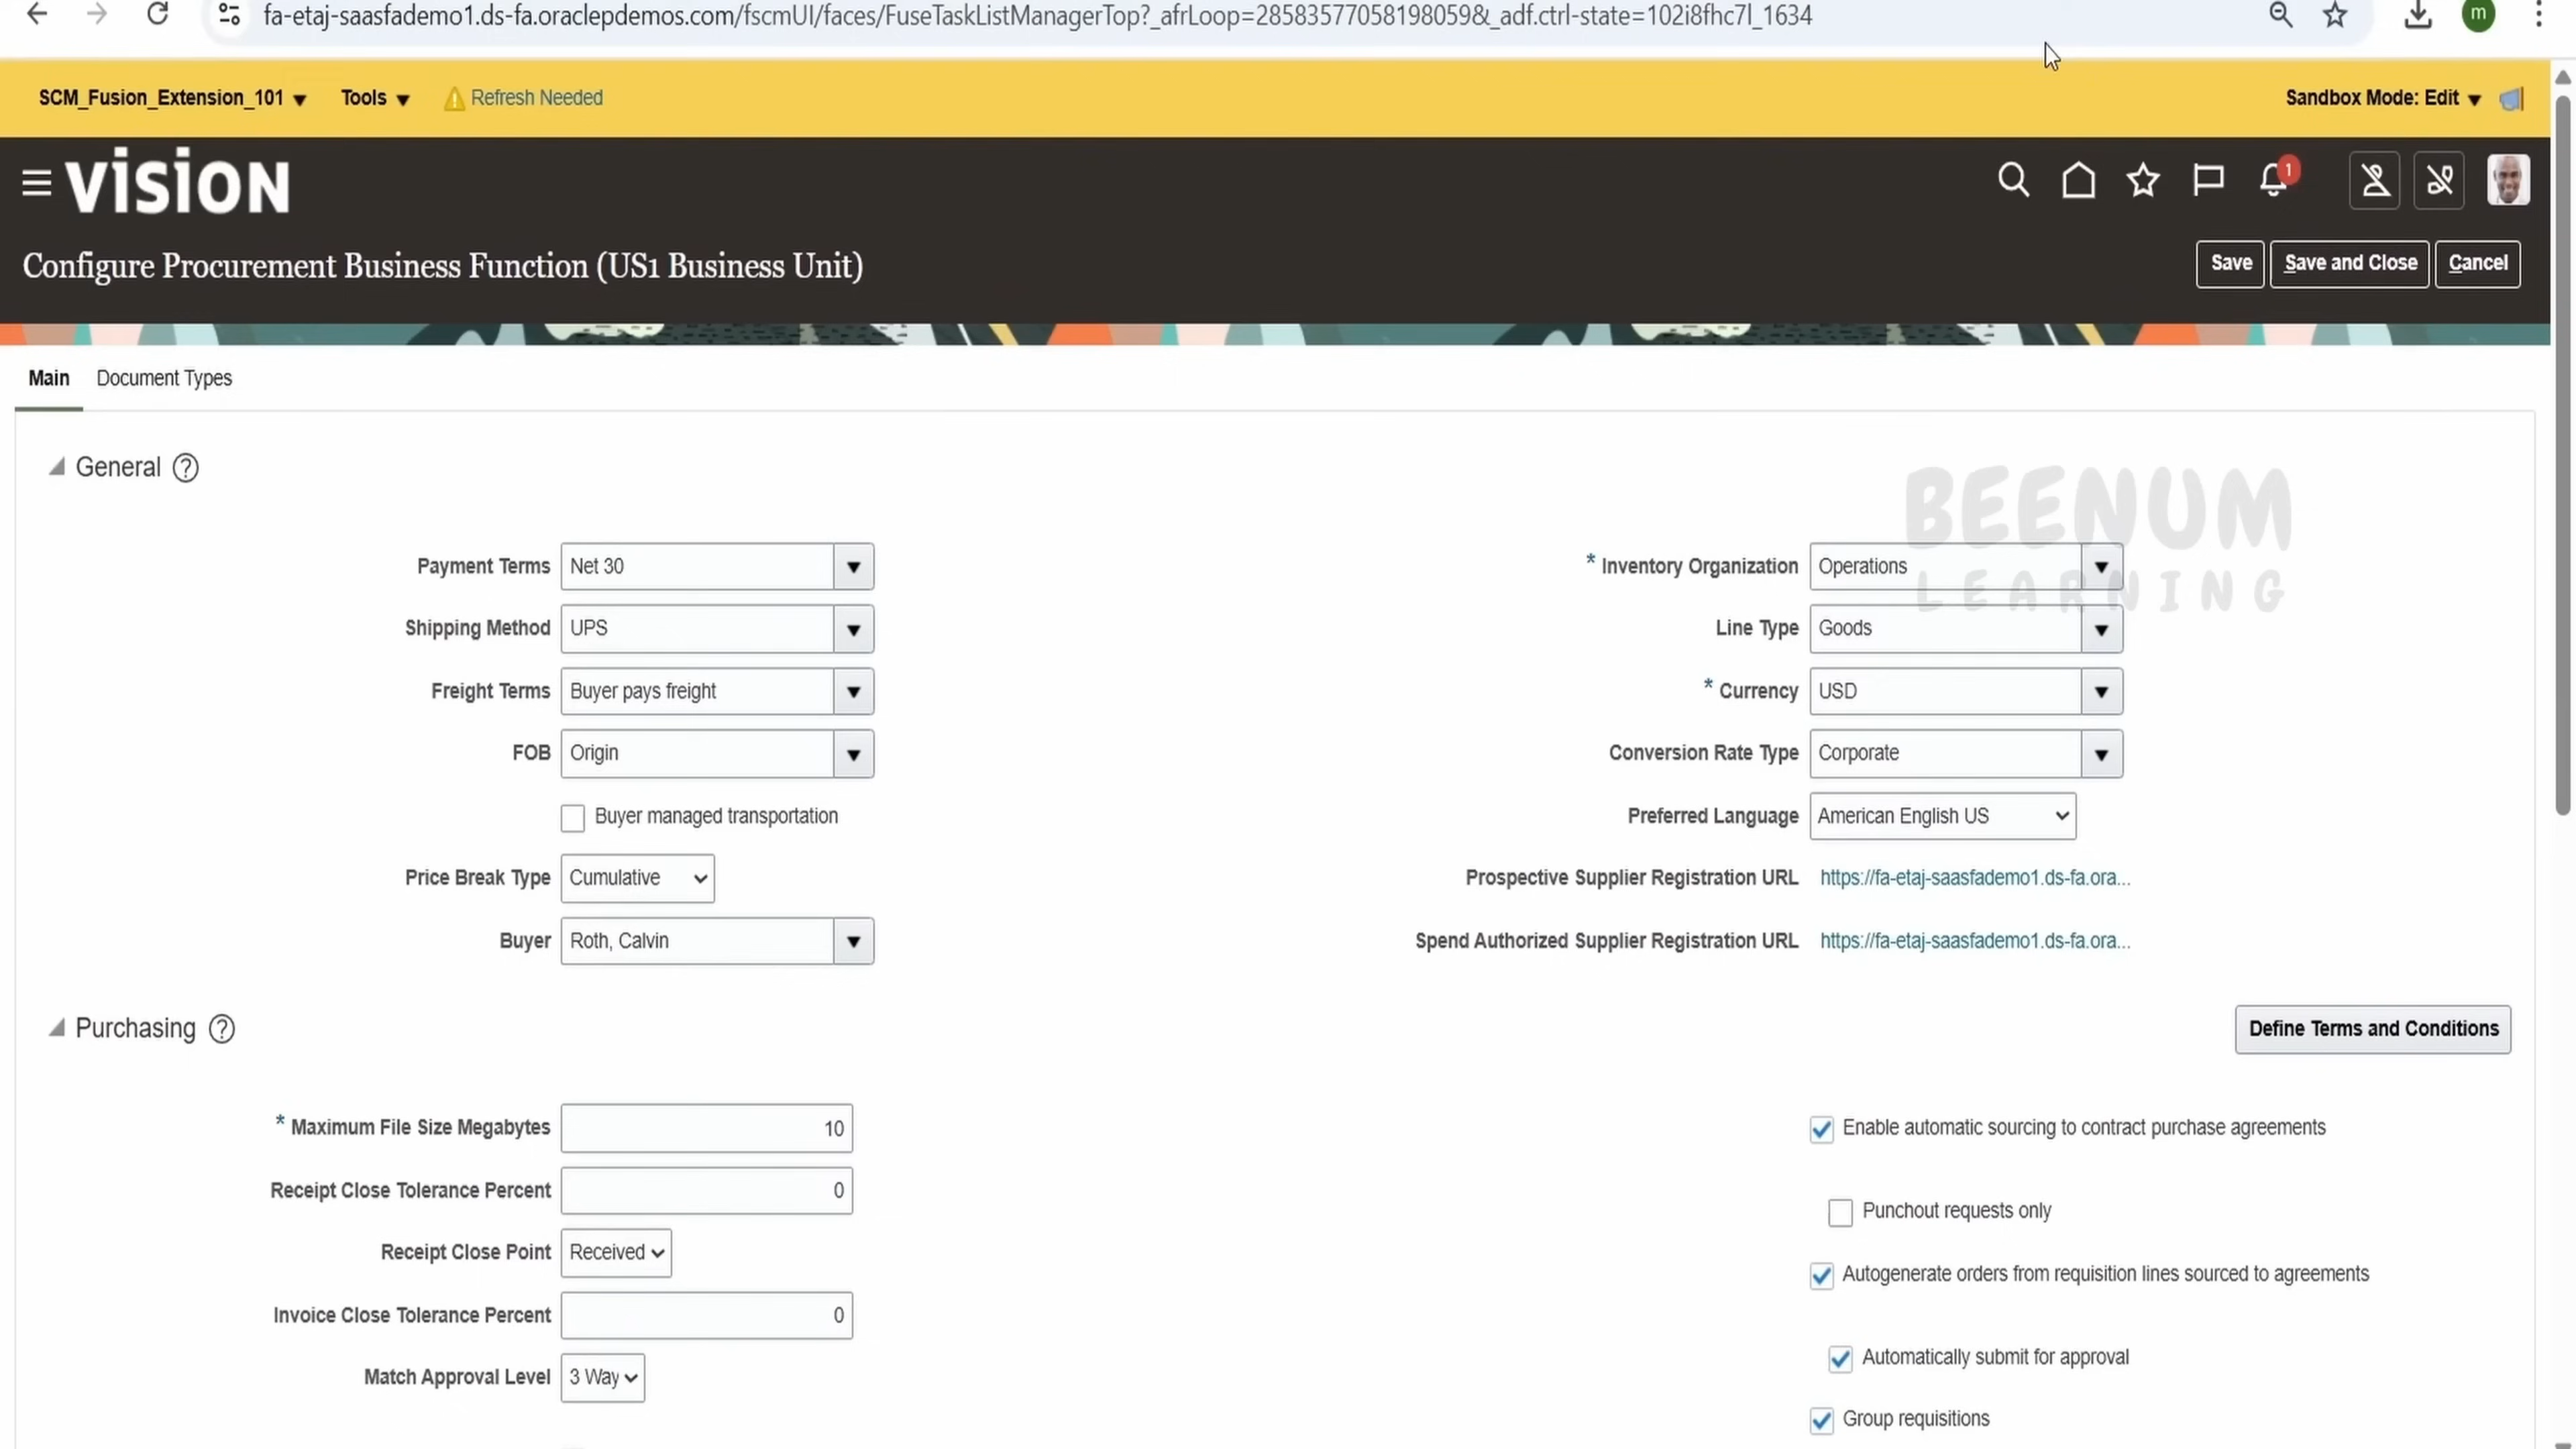 fa-etaj-saasfademo1.ds-fa.oraclepdemos.com/fscmUI/faces/FuseTaskListManagerTop?_afrLoop=28583577058198059&_adf.ctrl-state=102i8fhc7l_1634
m
SCM_Fusion_Extension_101 Tools Refresh Needed Sandbox Mode: Edit
VISION
1
Configure Procurement Business Function (US1 Business Unit) Save Save and Close Cancel
Main Document Types
General
BEENUM
LEARNING
Payment Terms Net 30 * Inventory Organization Operations
Shipping Method UPS Line Type Goods
Freight Terms Buyer pays freight * Currency USD
FOB Origin Conversion Rate Type Corporate
Buyer managed transportation Preferred Language American English US
Price Break Type Cumulative Prospective Supplier Registration URL https://fa-etaj-saasfademo1.ds-fa.ora...
Buyer Roth, Calvin Spend Authorized Supplier Registration URL https://fa-etaj-saasfademo1.ds-fa.ora...
Purchasing Define Terms and Conditions
* Maximum File Size Megabytes 10 Enable automatic sourcing to contract purchase agreements
Receipt Close Tolerance Percent 0 Punchout requests only
Receipt Close Point Received Autogenerate orders from requisition lines sourced to agreements
Invoice Close Tolerance Percent 0 Automatically submit for approval
Match Approval Level 3 Way Group requisitions